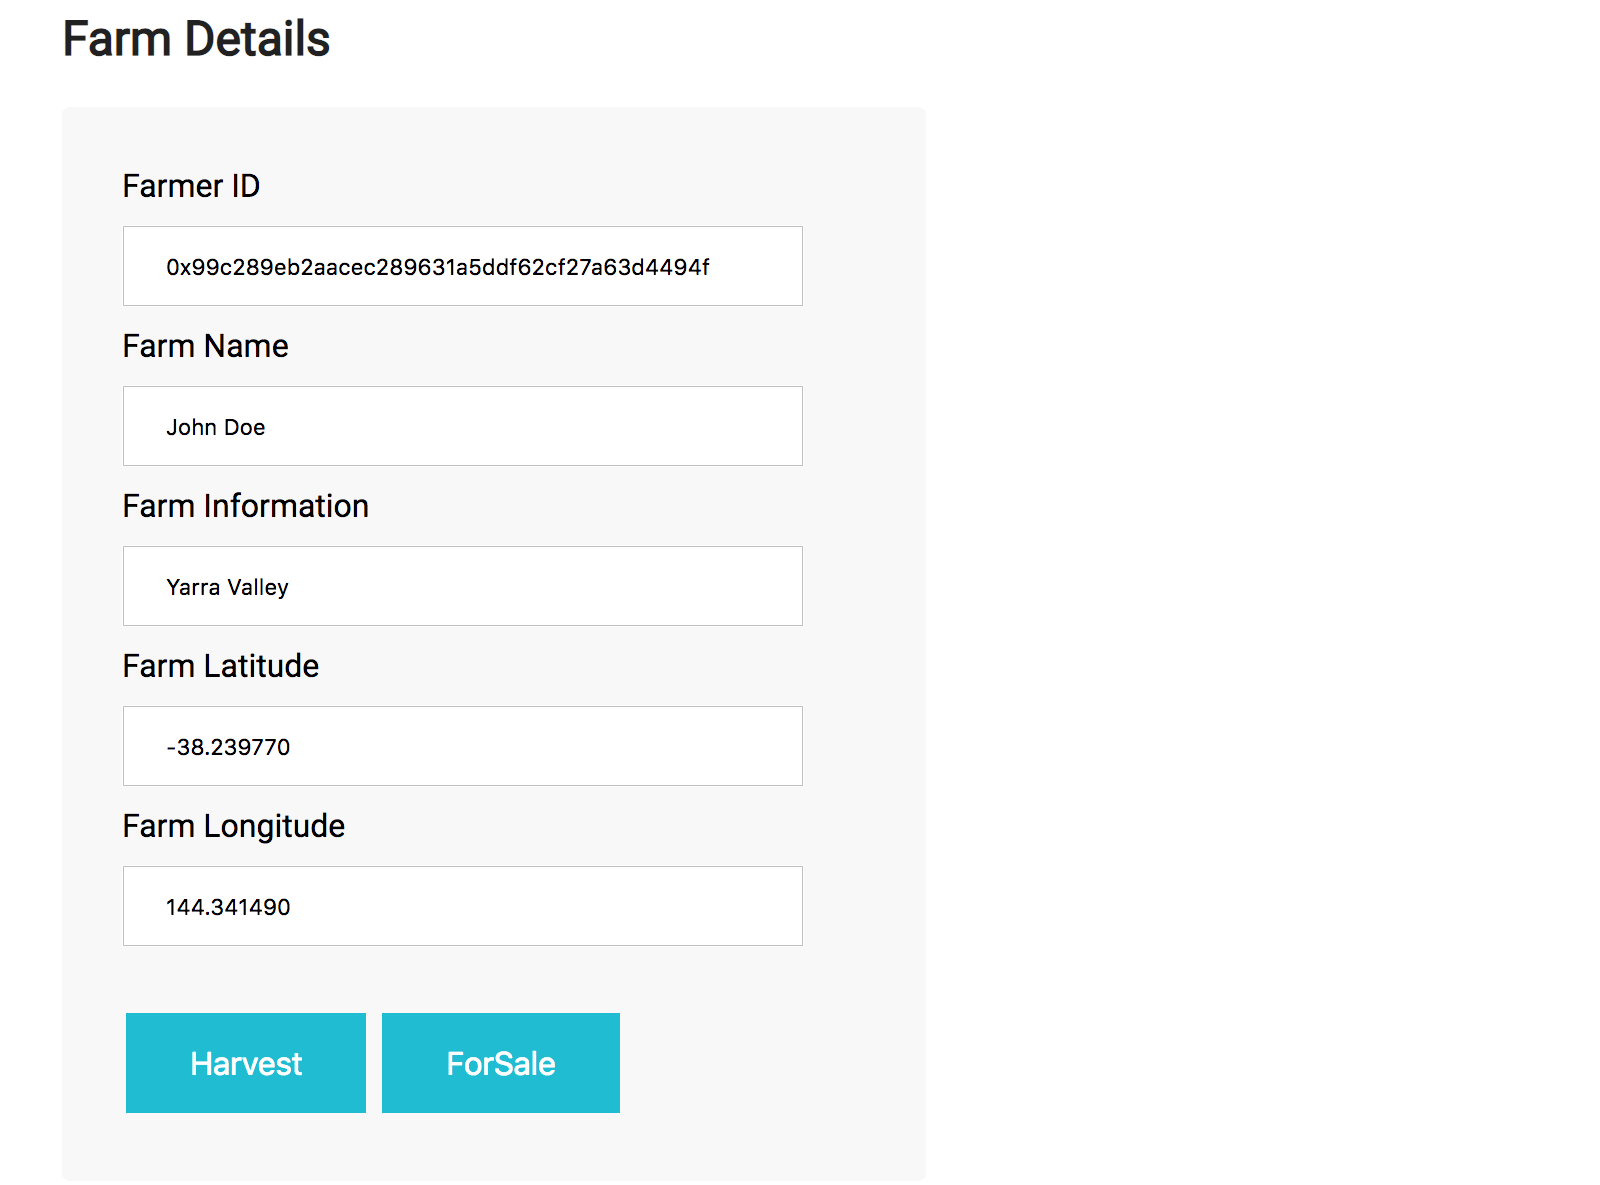 Farm Details
Farmer ID
0x99c289eb2aacec289631a5ddf62cf27a63d4494f
Farm Name
John Doe
Farm Information
Yarra Valley
Farm Latitude
-38.239770
Farm Longitude
144.341490
Harvest ForSale